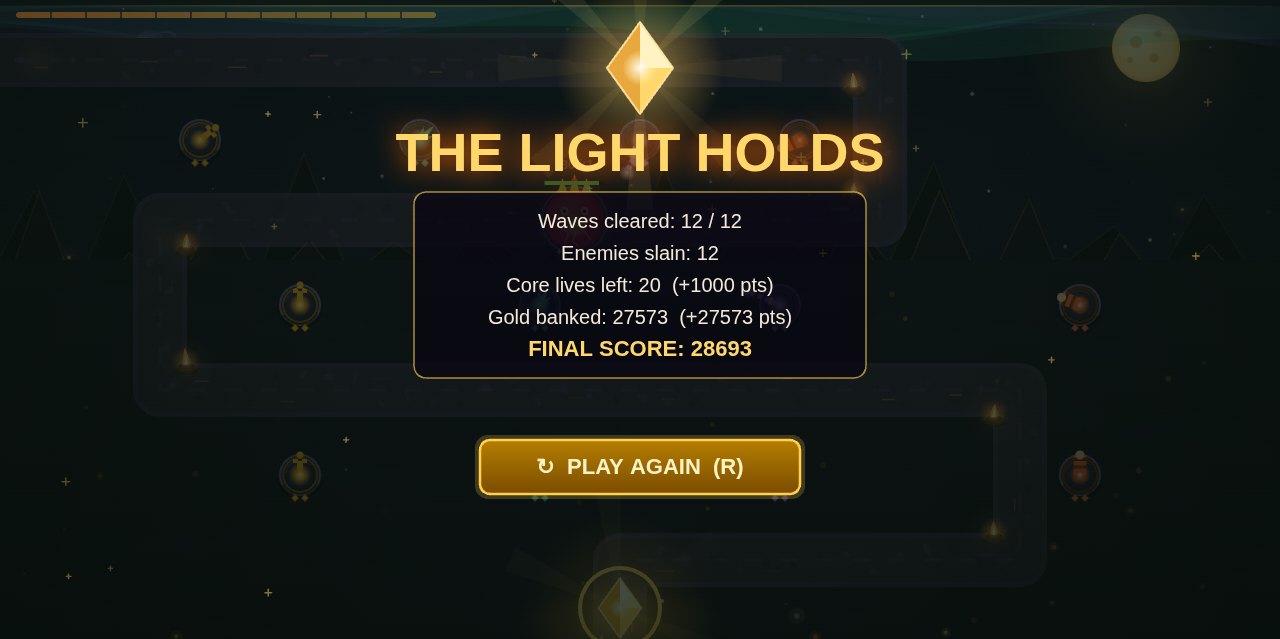 THE LIGHT HOLDS
Waves cleared: 12 / 12
Enemies slain: 12
Core lives left: 20 (+1000 pts)
Gold banked: 27573 (+27573 pts)
FINAL SCORE: 28693
↻ PLAY AGAIN (R)